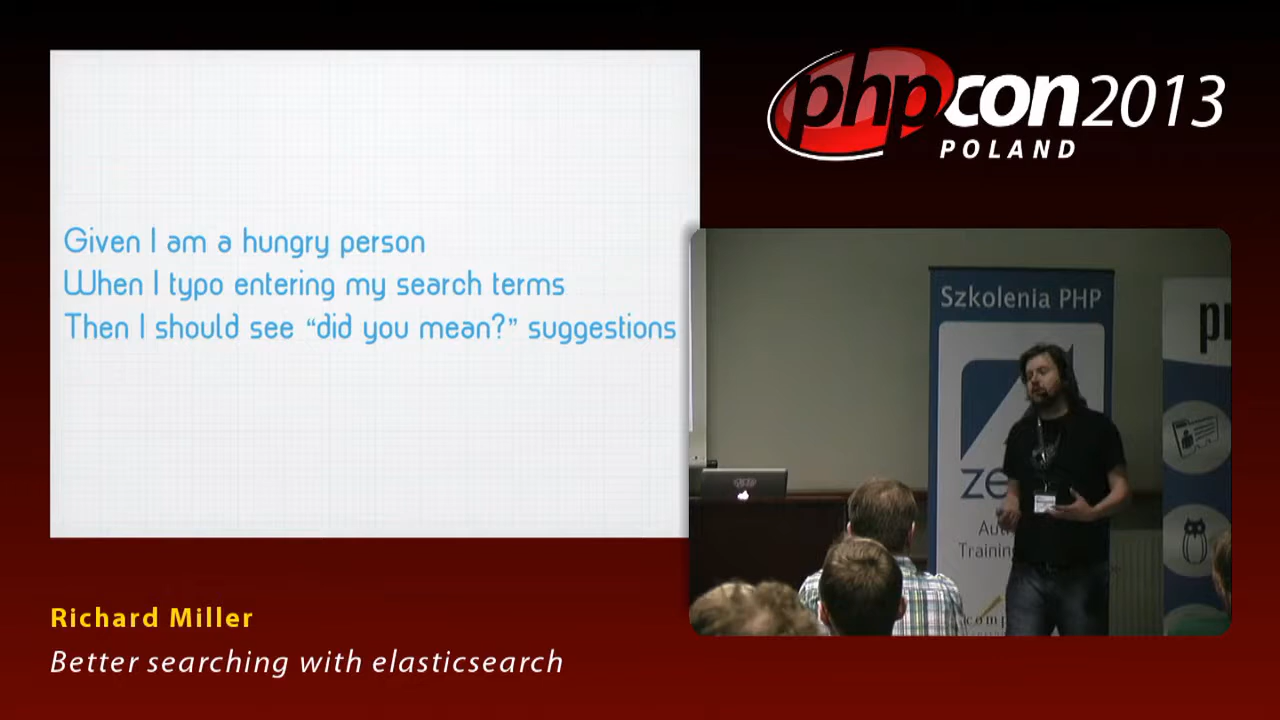 Given I am a hungry person
When I typo entering my search terms
Then I should see “did you mean?” suggestions
phpcon2013
POLAND
Szkolenia PHP
Richard Miller
Better searching with elasticsearch